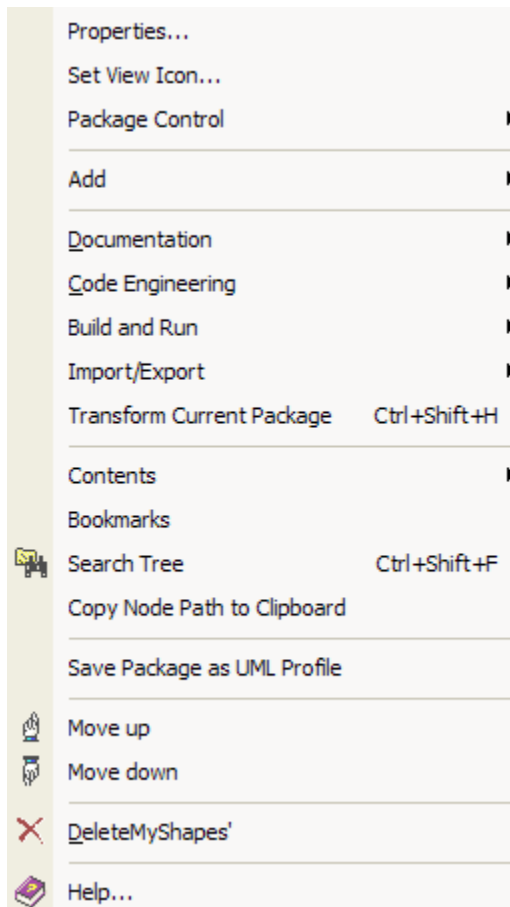 Properties...
Set View Icon...
Package Control
Add
Documentation
Code Engineering
Build and Run
Import/Export
Transform Current Package Ctrl+Shift+H
Contents
Bookmarks
Search Tree Ctrl+Shift+F
Copy Node Path to Clipboard
Save Package as UML Profile
Move up
Move down
DeleteMyShapes'
Help...